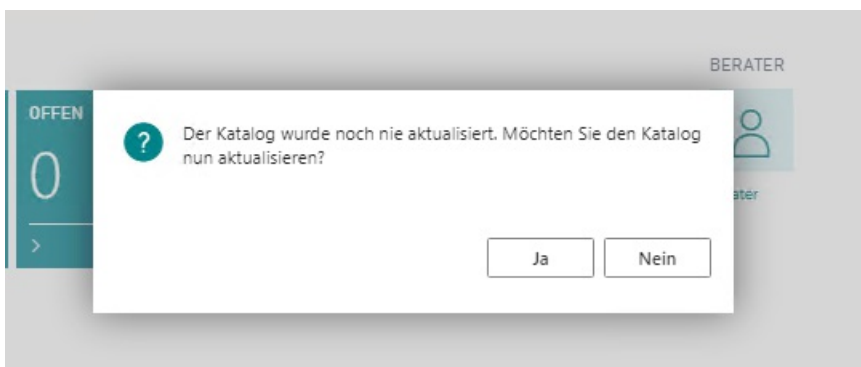 BERATER
OFFEN
0
Der Katalog wurde noch nie aktualisiert. Möchten Sie den Katalog
nun aktualisieren?
ater
Ja
Nein